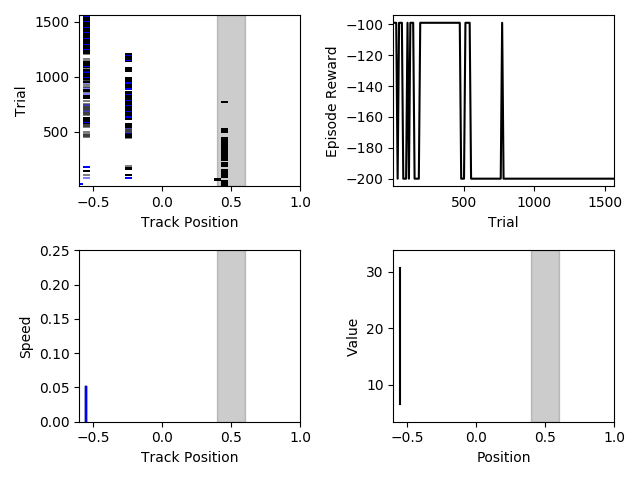 1500
1000
500
Trial
−0.5 0.0 0.5 1.0
Track Position
−100
−120
−140
−160
−180
−200
Episode Reward
500 1000 1500
Trial
0.25
0.20
0.15
0.10
0.05
0.00
Speed
−0.5 0.0 0.5 1.0
Track Position
30
20
10
Value
−0.5 0.0 0.5 1.0
Position